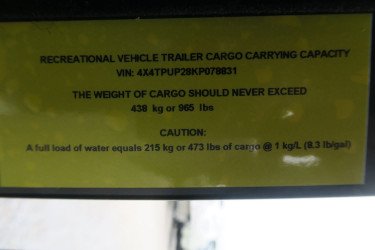 RECREATIONAL VEHICLE TRAILER CARGO CARRYING CAPACITY
VIN: 4X4TPUP28KP078831
THE WEIGHT OF CARGO SHOULD NEVER EXCEED
438 kg or 965 lbs
CAUTION:
A full load of water equals 215 kg or 473 lbs of cargo @ 1 kg/L (8.3 lb/gal)